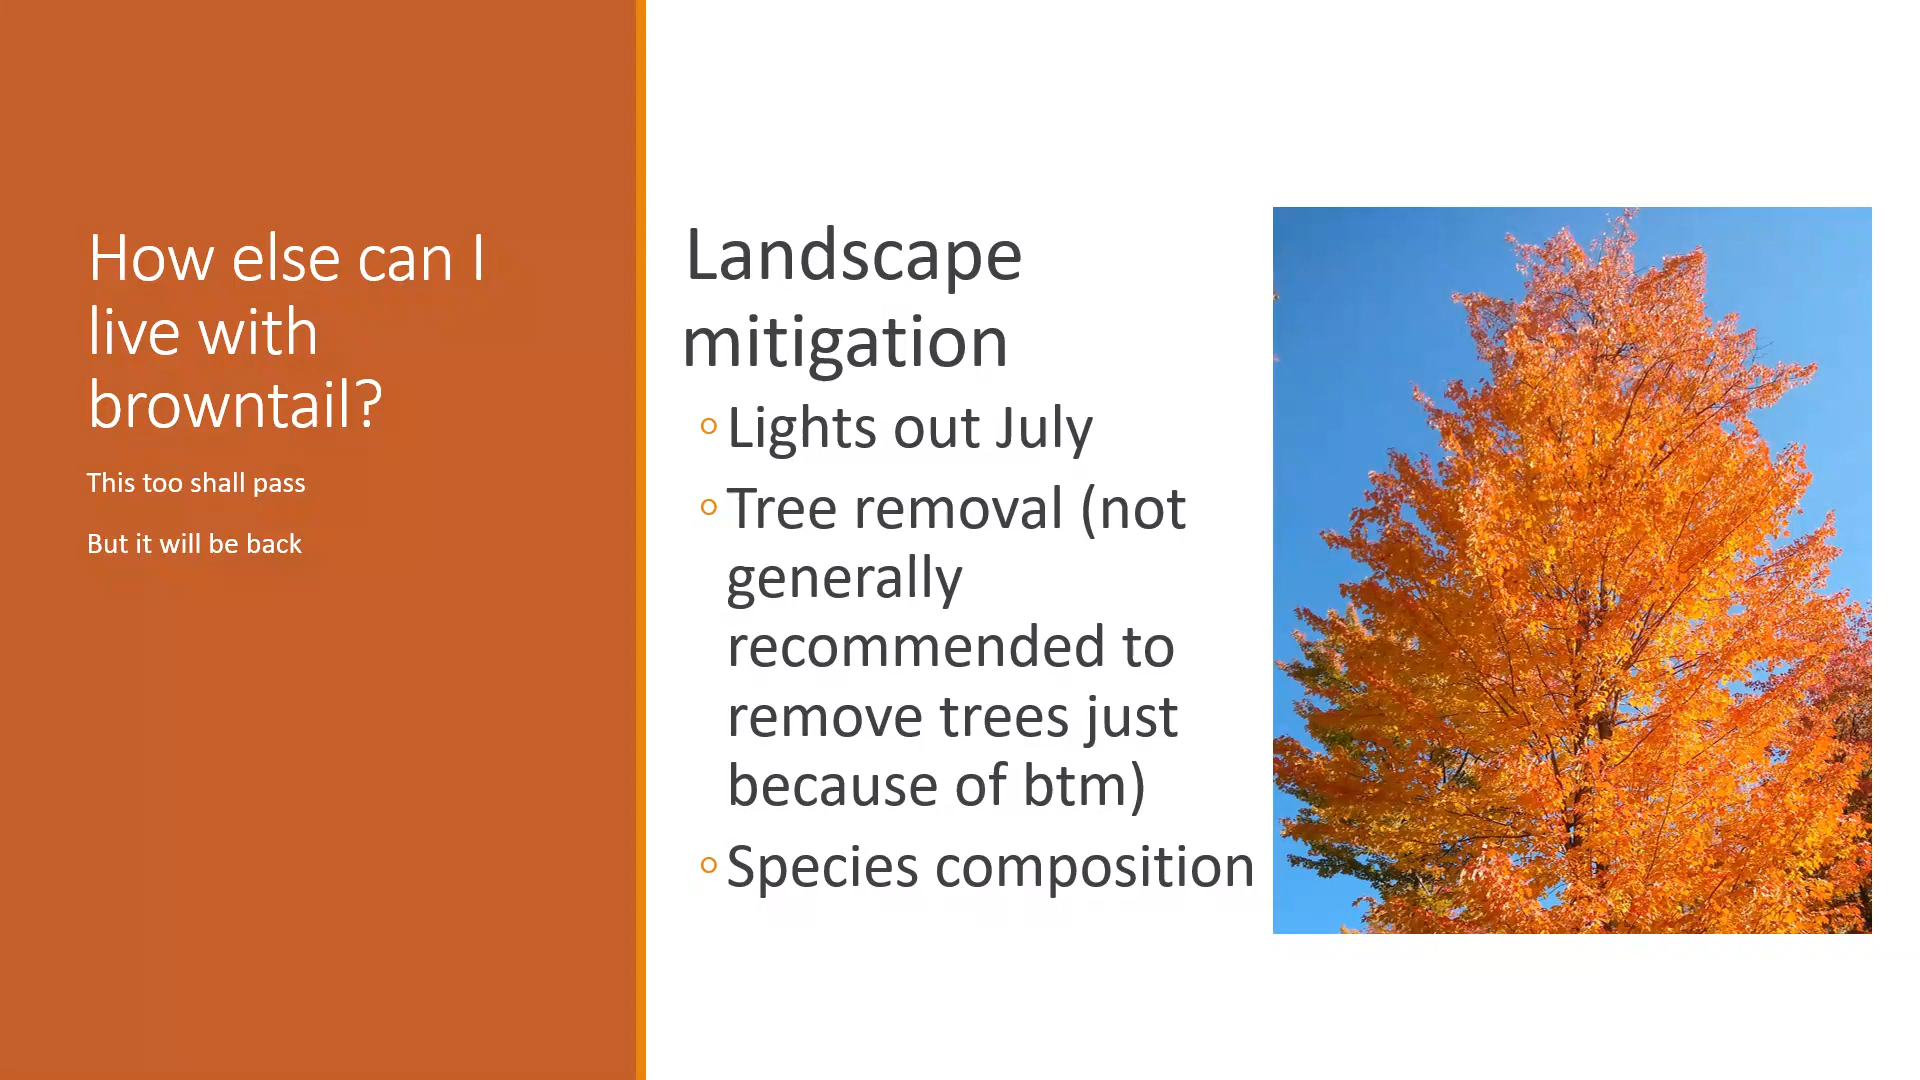 How else can I
live with
browntail?
This too shall pass
But it will be back
Landscape
mitigation
◦Lights out July
◦Tree removal (not
generally
recommended to
remove trees just
because of btm)
◦Species composition